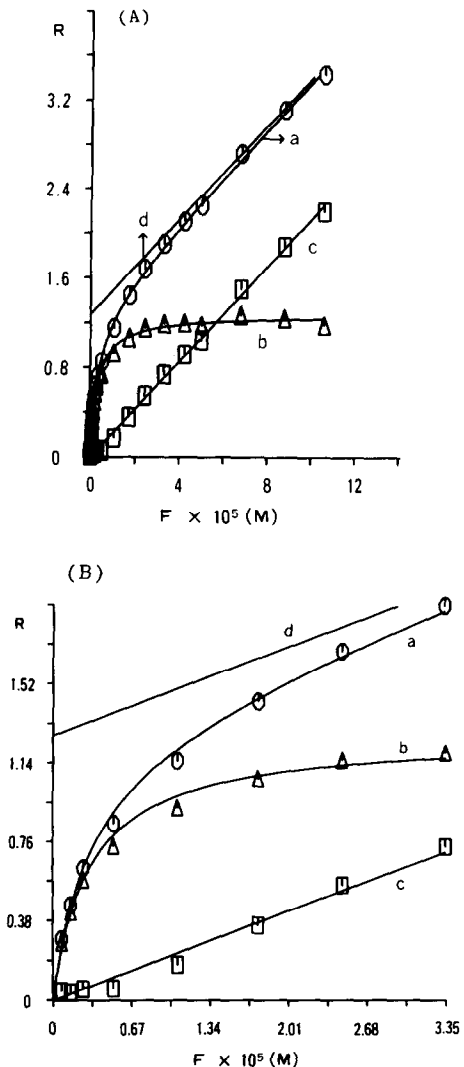 (A)
R
3.2
2.4
1.6
0.8
0
a
d
c
b
0 4 8 12
F × 10⁵ (M)
(B)
R
1.52
1.14
0.76
0.38
0
d
a
b
c
0 0.67 1.34 2.01 2.68 3.35
F × 10⁵ (M)